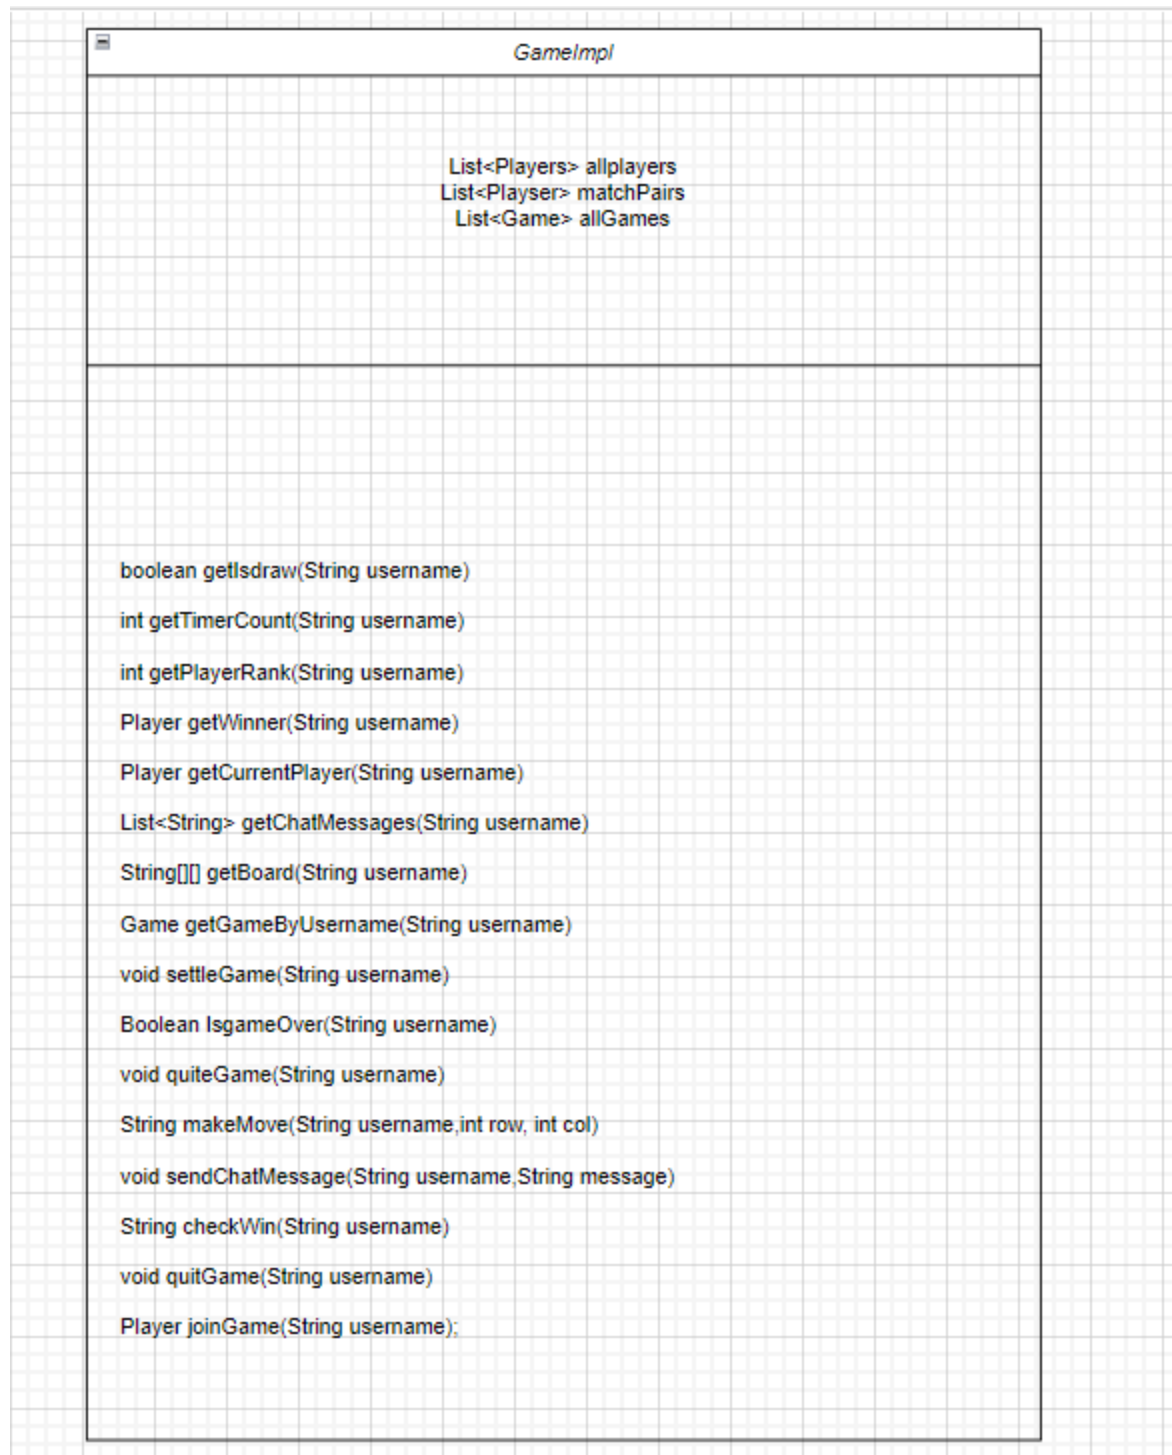 GameImpl
List<Players> allplayers
List<Playser> matchPairs
List<Game> allGames
boolean getIsdraw(String username)
int getTimerCount(String username)
int getPlayerRank(String username)
Player getWinner(String username)
Player getCurrentPlayer(String username)
List<String> getChatMessages(String username)
String[][] getBoard(String username)
Game getGameByUsername(String username)
void settleGame(String username)
Boolean IsgameOver(String username)
void quiteGame(String username)
String makeMove(String username,int row, int col)
void sendChatMessage(String username,String message)
String checkWin(String username)
void quitGame(String username)
Player joinGame(String username);